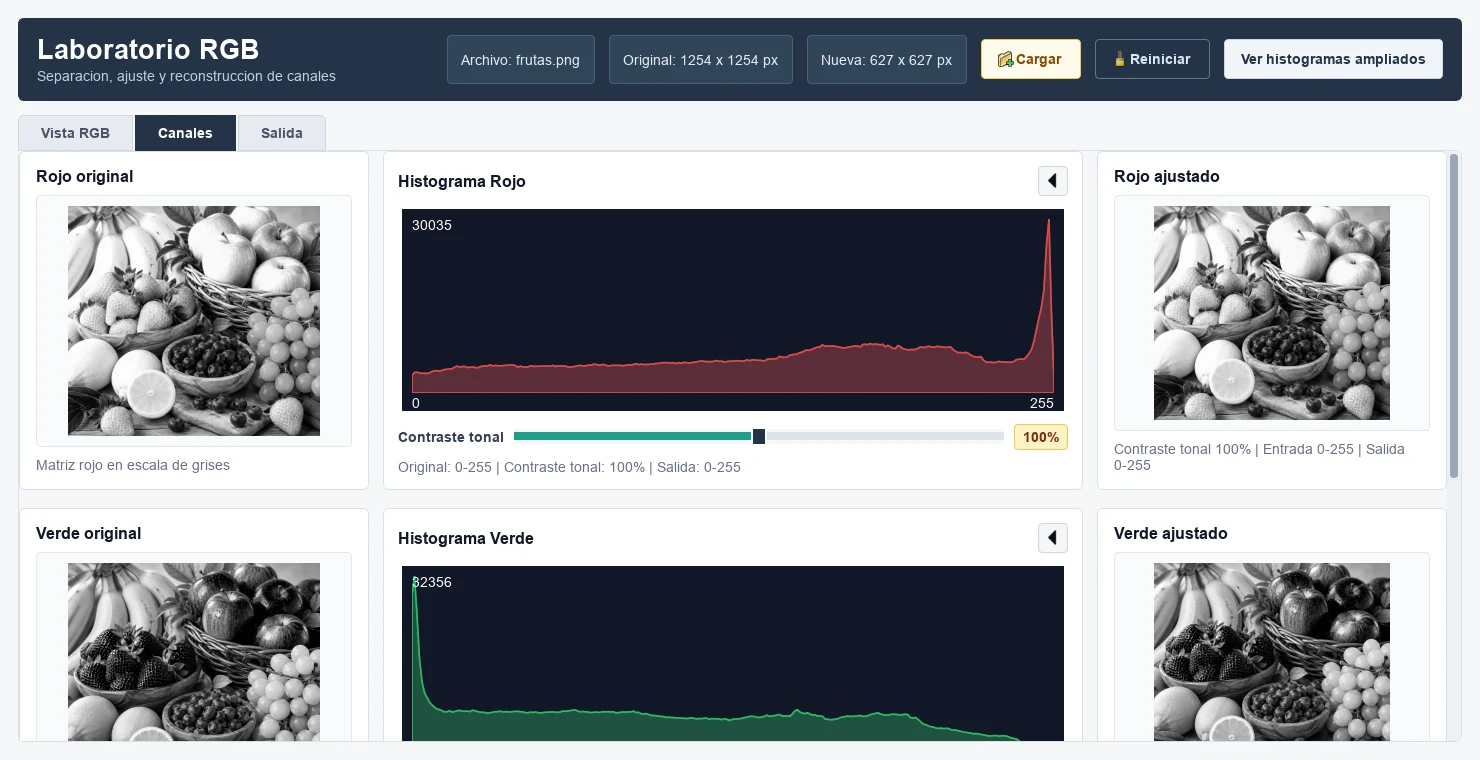 Laboratorio RGB
Separacion, ajuste y reconstruccion de canales
Archivo: frutas.png
Original: 1254 x 1254 px
Nueva: 627 x 627 px
Cargar
Reiniciar
Ver histogramas ampliados
Vista RGB
Canales
Salida
Rojo original
Matriz rojo en escala de grises
Histograma Rojo
30035
0
255
Contraste tonal
100%
Original: 0-255 | Contraste tonal: 100% | Salida: 0-255
Rojo ajustado
Contraste tonal 100% | Entrada 0-255 | Salida
0-255
Verde original
Histograma Verde
32356
Verde ajustado